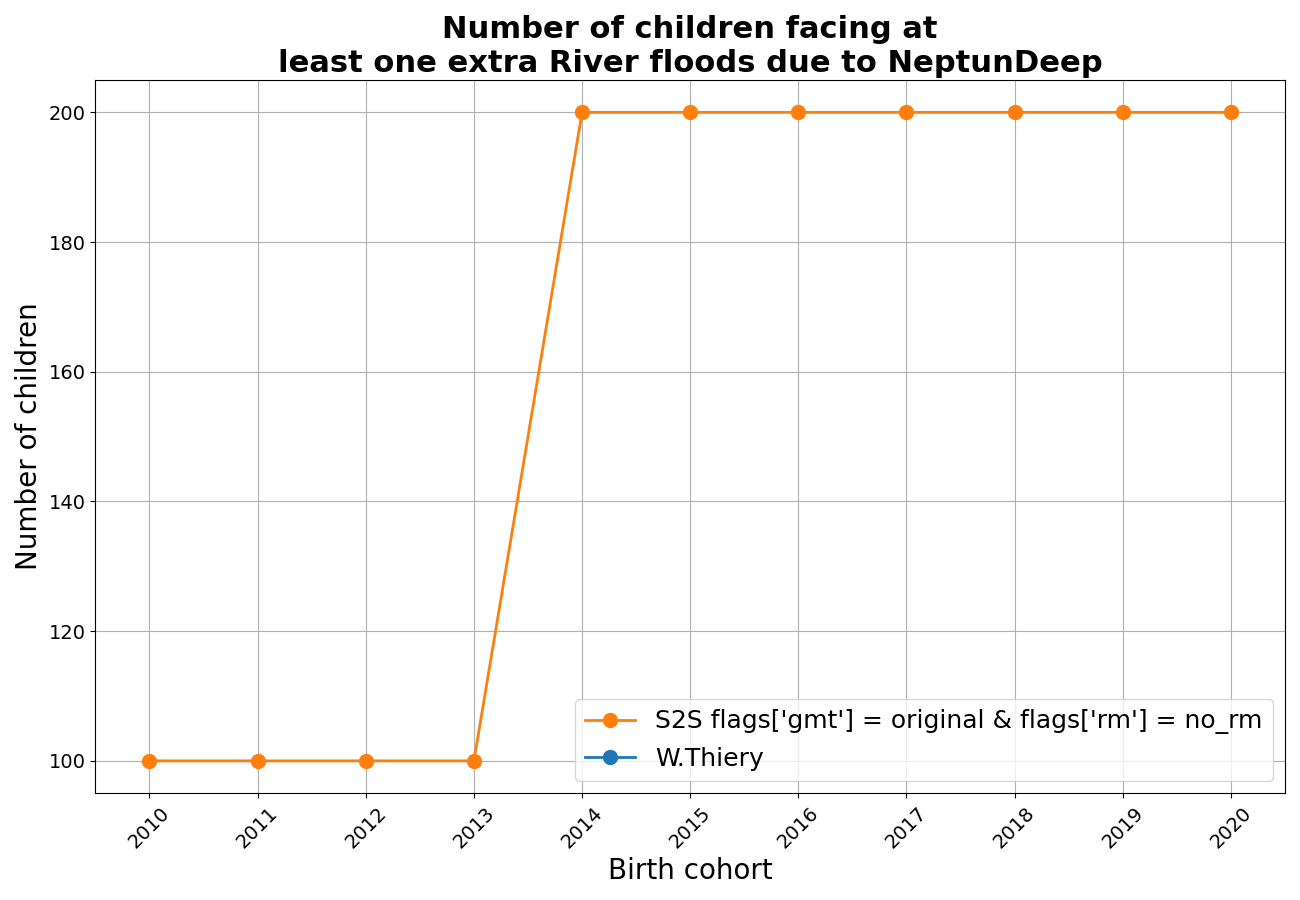 Number of children facing at
least one extra River floods due to NeptunDeep
Number of children
200
180
160
140
120
100
S2S flags['gmt'] = original & flags['rm'] = no_rm
W.Thiery
2010 2011 2012 2013 2014 2015 2016 2017 2018 2019 2020
Birth cohort